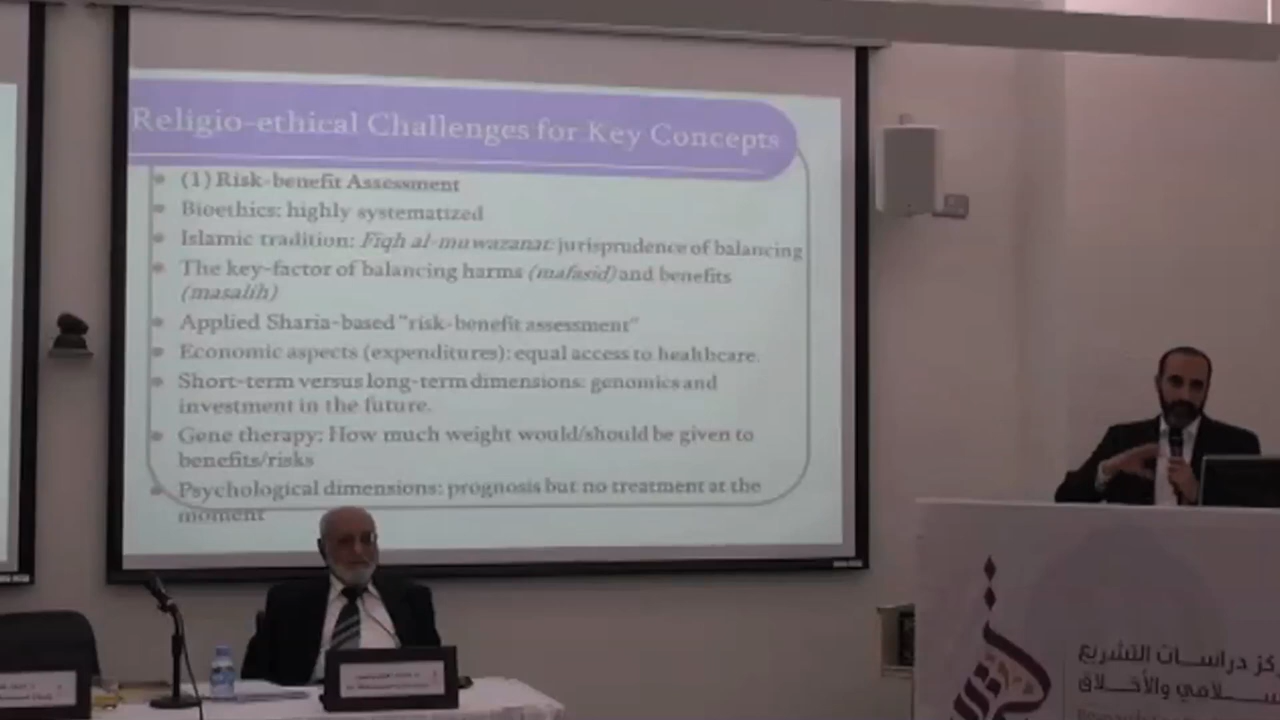 Religio-ethical Challenges for Key Concepts
(1) Risk-benefit Assessment
Bioethics: highly systematized
Islamic tradition: Fiqh al-muwazanat: jurisprudence of balancing
The key-factor of balancing harms (mafasid) and benefits
(masalih)
Applied Sharia-based "risk-benefit assessment"
Economic aspects (expenditures): equal access to healthcare.
Short-term versus long-term dimensions: genomics and
investment in the future.
Gene therapy: How much weight would/should be given to
benefits/risks
Psychological dimensions: prognosis but no treatment at the
moment
دراسات التشريع
والأخلاق